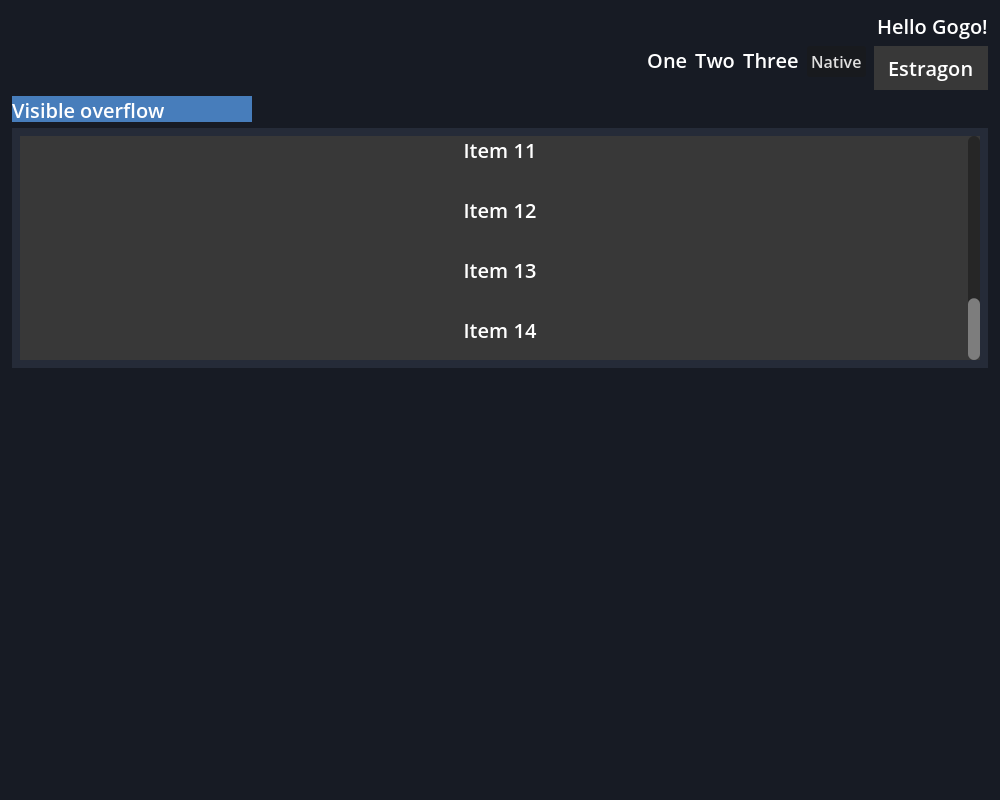 Hello Gogo!
One Two Three Native Estragon
Visible overflow
Item 11
Item 12
Item 13
Item 14